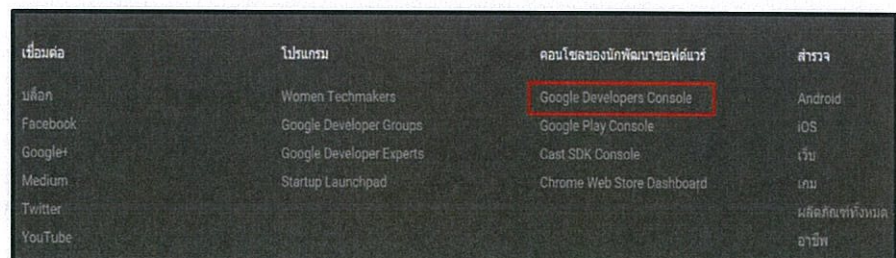 เชื่อมต่อ
บล็อก
Facebook
Google+
Medium
Twitter
YouTube
โปรแกรม
Women Techmakers
Google Developer Groups
Google Developer Experts
Startup Launchpad
คอนโซลของนักพัฒนาซอฟต์แวร์
Google Developers Console
Google Play Console
Cast SDK Console
Chrome Web Store Dashboard
สำรวจ
Android
iOS
เว็บ
เกม
ผลิตภัณฑ์ทั้งหมด
อาชีพ